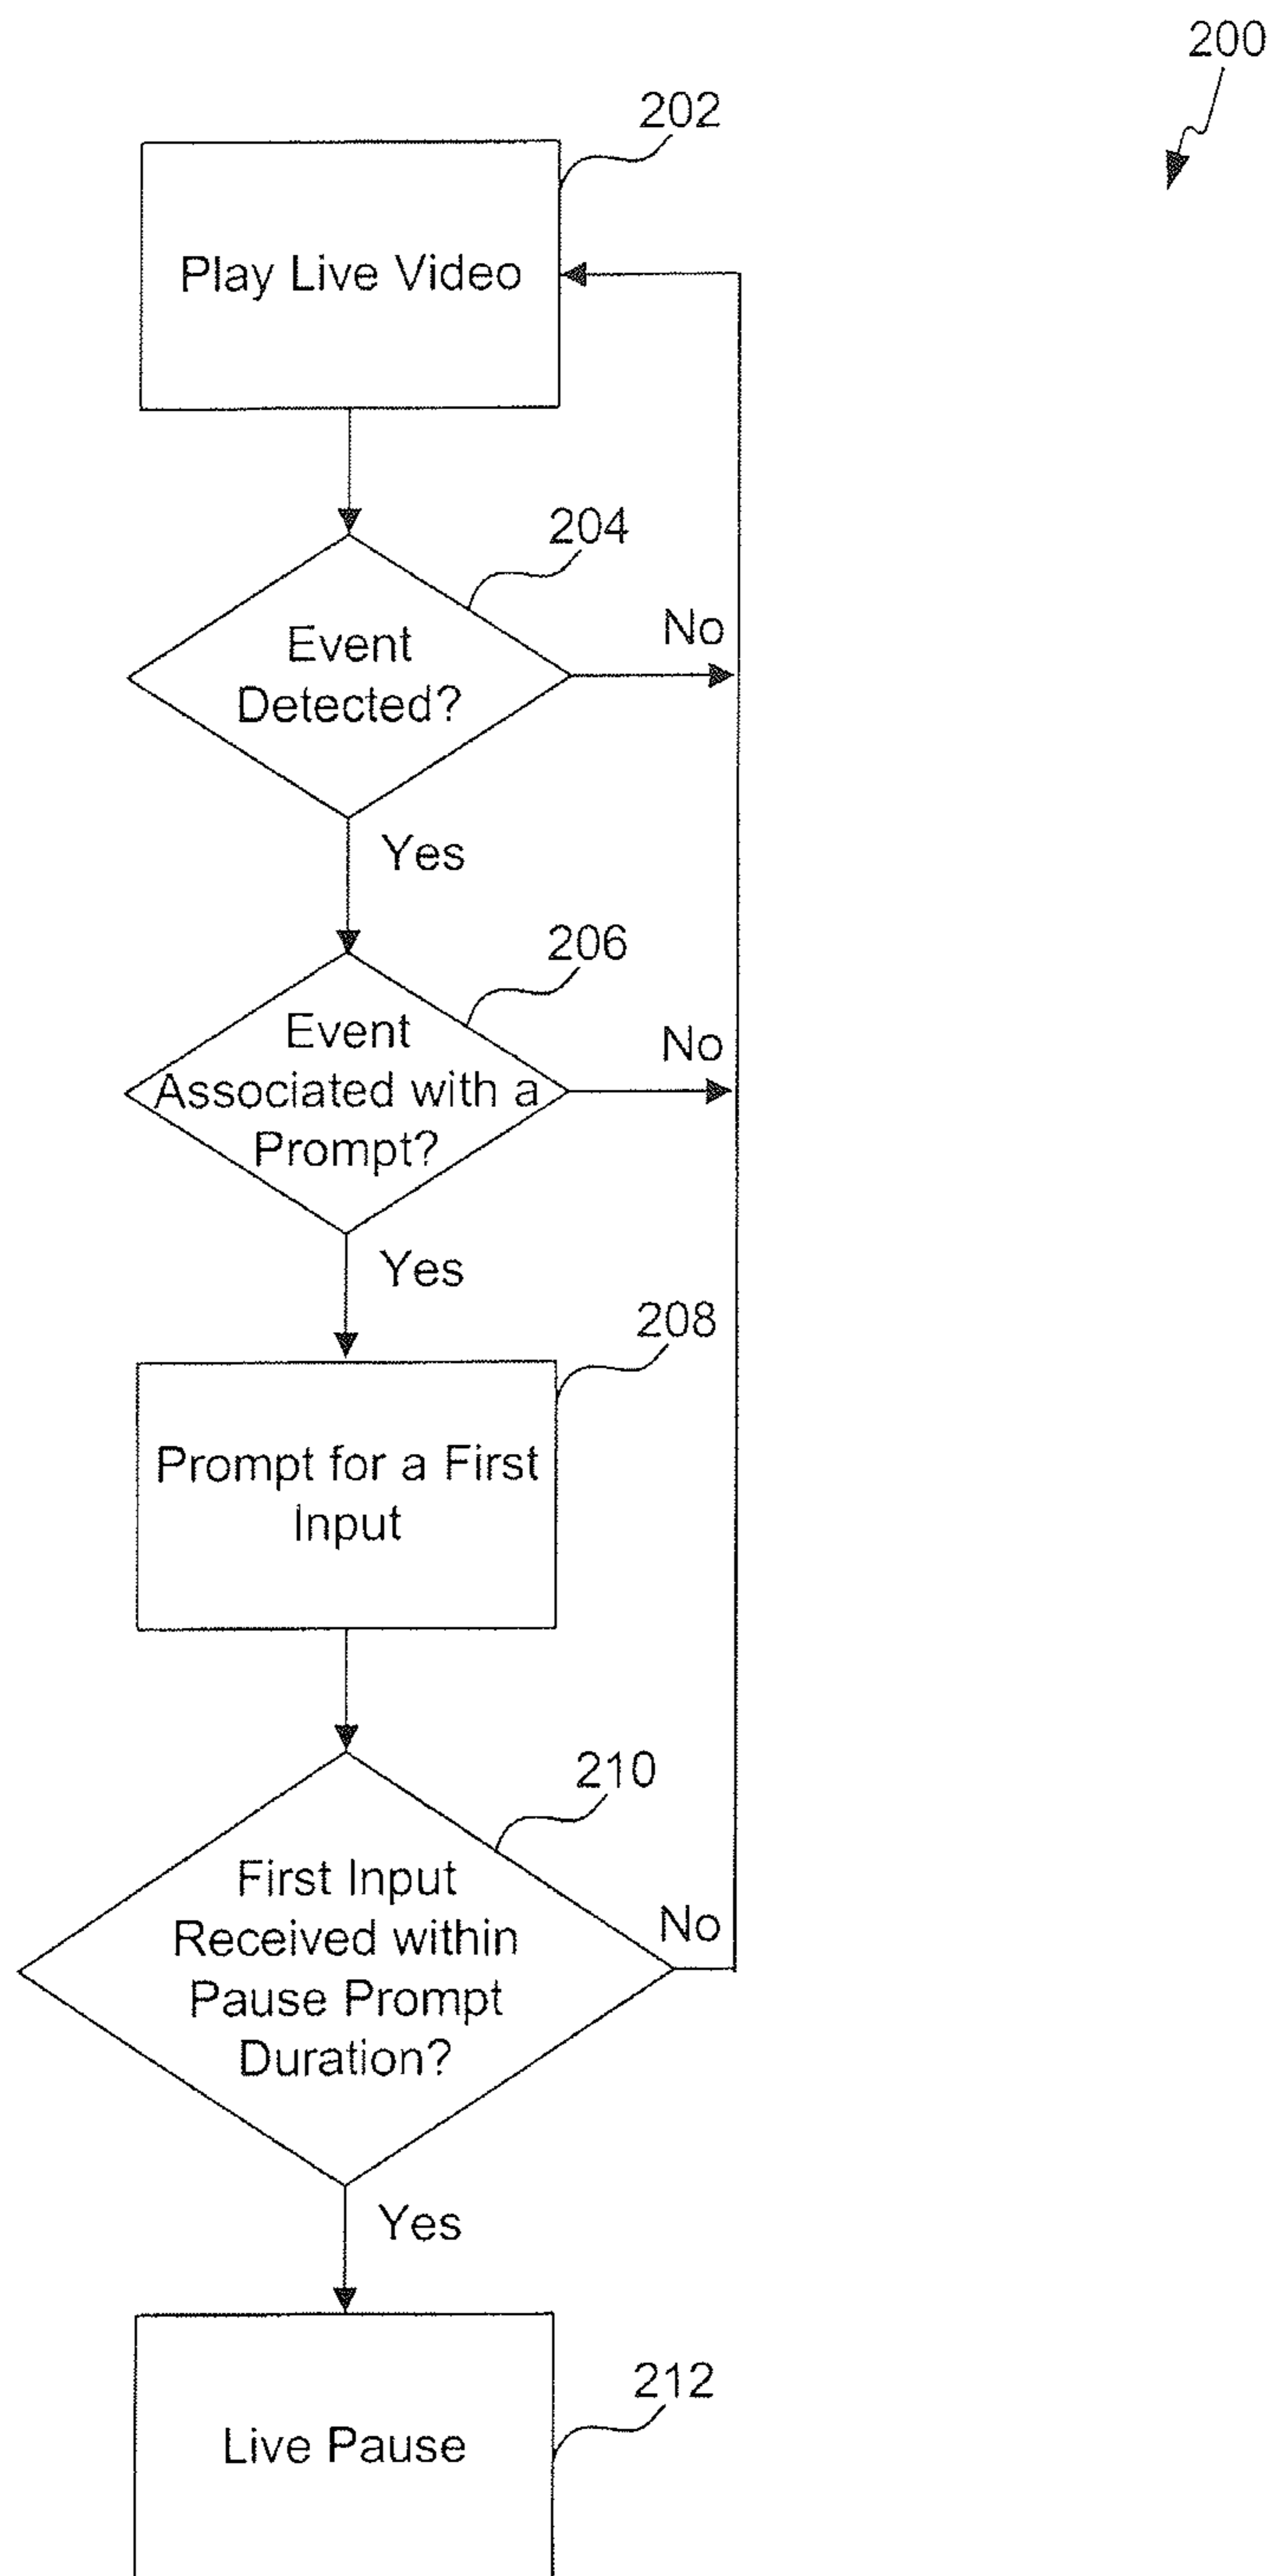 200
202
Play Live Video
204
Event
Detected?
No
Yes
206
Event
Associated with a
Prompt?
No
Yes
208
Prompt for a First
Input
210
First Input
Received within
Pause Prompt
Duration?
No
Yes
212
Live Pause